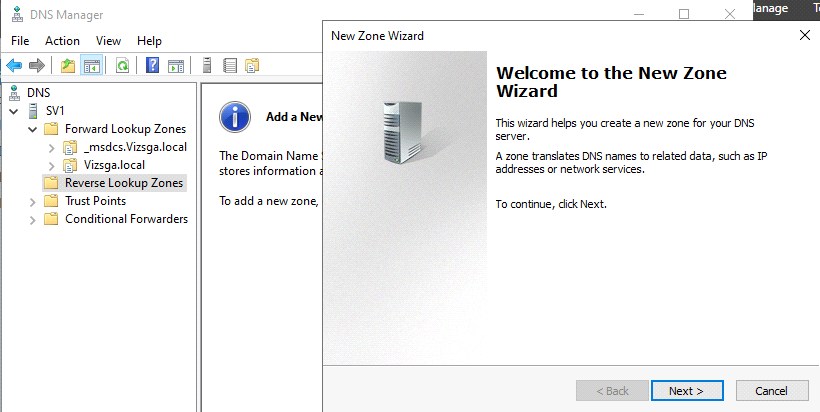 DNS Manager
File Action View Help
DNS
SV1
Forward Lookup Zones
_msdcs.Vizsga.local
Vizsga.local
Reverse Lookup Zones
Trust Points
Conditional Forwarders
Add a New
The Domain Name
stores information
To add a new zone,
anage
New Zone Wizard
Welcome to the New Zone
Wizard
This wizard helps you create a new zone for your DNS
server.
A zone translates DNS names to related data, such as IP
addresses or network services.
To continue, click Next.
< Back Next > Cancel